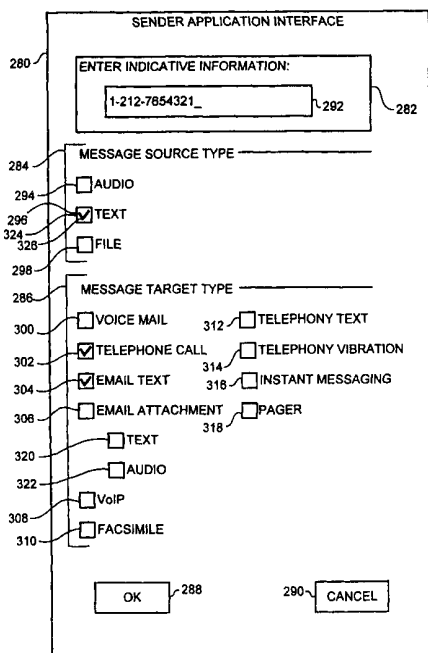 SENDER APPLICATION INTERFACE
280
ENTER INDICATIVE INFORMATION:
1-212-7654321_
292
282
284
MESSAGE SOURCE TYPE
294
AUDIO
296
TEXT
324
326
FILE
298
286
MESSAGE TARGET TYPE
300
VOICE MAIL
312
TELEPHONY TEXT
302
TELEPHONE CALL
314
TELEPHONY VIBRATION
304
EMAIL TEXT
316
INSTANT MESSAGING
306
EMAIL ATTACHMENT
318
PAGER
320
TEXT
322
AUDIO
308
VoIP
310
FACSIMILE
OK
288
290
CANCEL